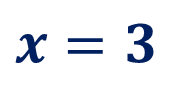 x = 3